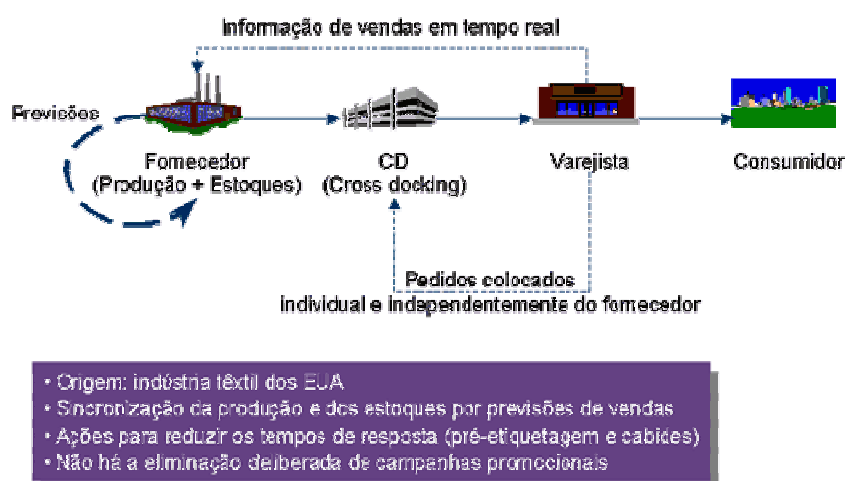 Informação de vendas em tempo real
Previsões
Fornecedor
(Produção + Estoques)
CD
(Cross docking)
Varejista
Consumidor
Pedidos colocados
individual e independentemente do fornecedor
• Origem: indústria têxtil dos EUA
• Sincronização da produção e dos estoques por previsões de vendas
• Ações para reduzir os tempos de resposta (pré-etiquetagem e cabides)
• Não há a eliminação deliberada de campanhas promocionais